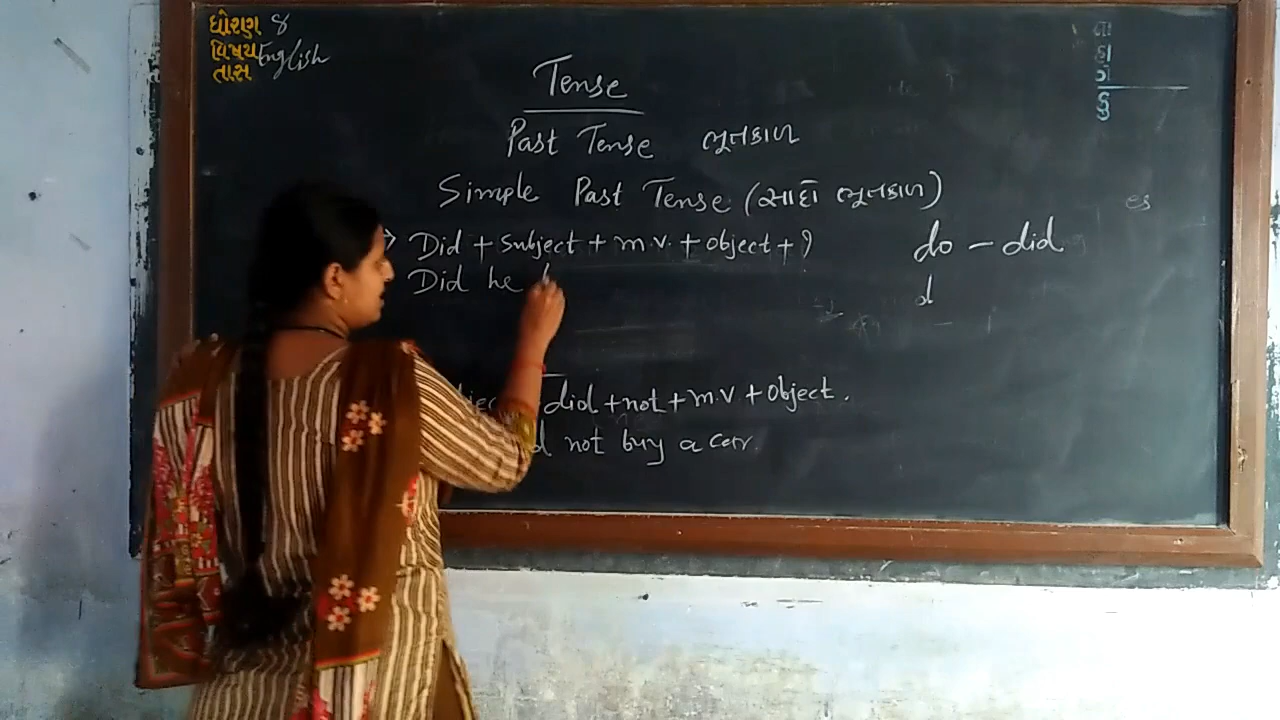 ધોરણ 8
વિષય English
તાસ
Tense
Past Tense ભૂતકાળ
Simple Past Tense (સાદો ભૂતકાળ)
→ Did + subject + m.v. + object + ?
Did he
do - did
d
es
did + not + m.v + object.
not buy a car.
તા
હા
ગે
કુ